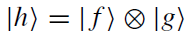 |h⟩ = |f⟩ ⊗ |g⟩